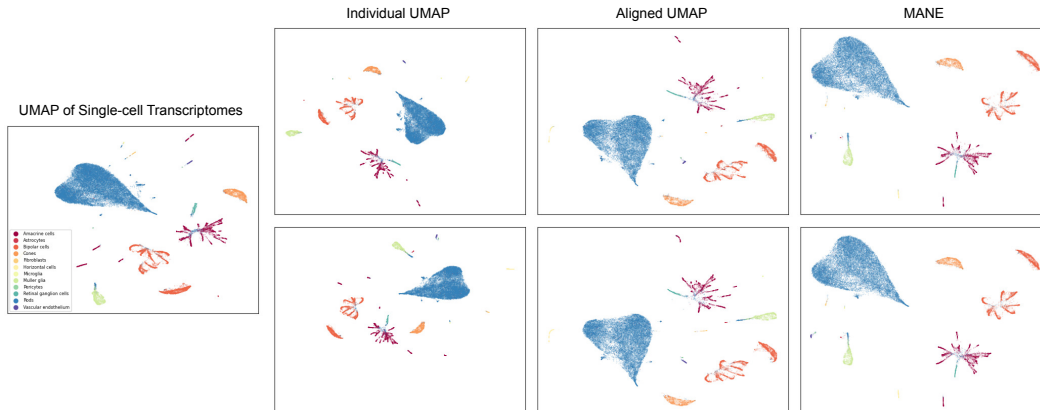 Individual UMAP
Aligned UMAP
MANE
UMAP of Single-cell Transcriptomes
Amacrine cells
Astrocytes
Bipolar cells
Cones
Fibroblasts
Horizontal cells
Microglia
Muller glia
Pericytes
Retinal ganglion cells
Rods
Vascular endothelium